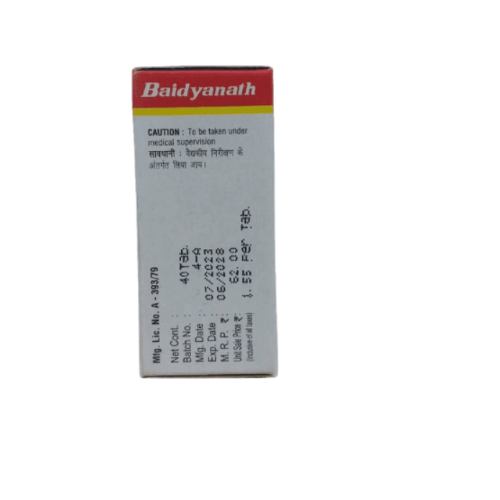 Baidyanath
CAUTION : To be taken under
medical supervision
सावधानी : वैद्यकीय निरीक्षण के
अंतर्गत लिया जाय।
Mfg. Lic. No. A - 393/79
Net Cont. : 40Tab.
Batch No. : 4-A
Mfg. Date : 07/2023
Exp. Date : 06/2028
M. R. P. ₹: 62.00
Unit Sale Price ₹: 1.55 Per Tab.
(Inclusive of all taxes)